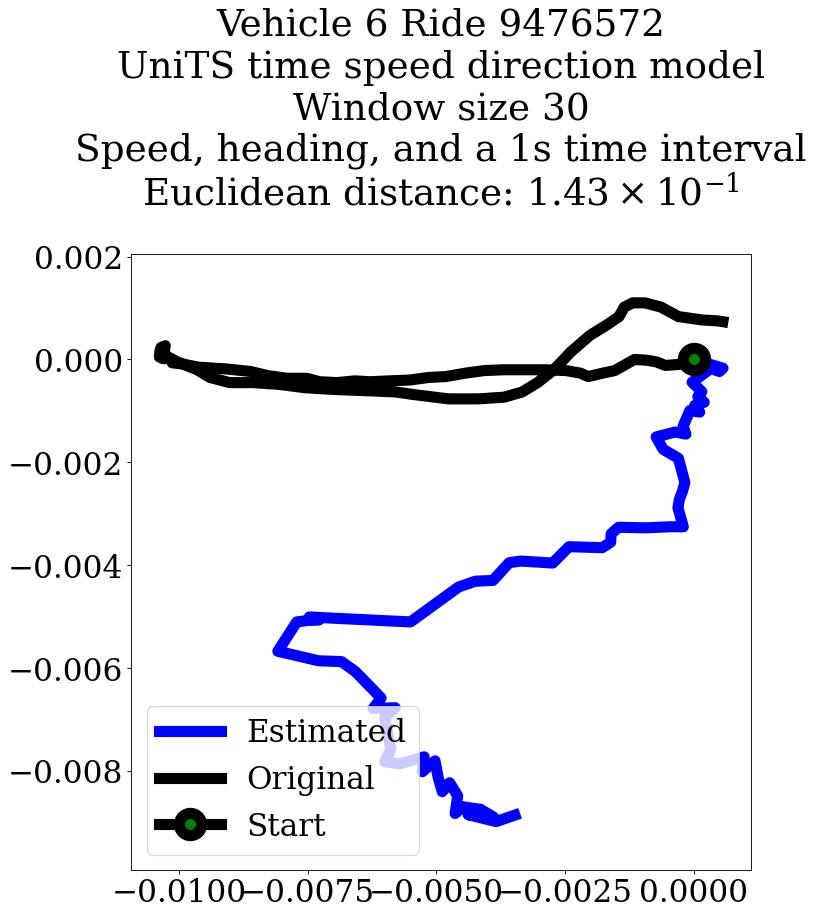 Vehicle 6 Ride 9476572
UniTS time speed direction model
Window size 30
Speed, heading, and a 1s time interval
Euclidean distance: 1.43 × 10⁻¹
0.002
0.000
−0.002
−0.004
−0.006
−0.008
Estimated
Original
Start
−0.0100 −0.0075 −0.0050 −0.0025 0.0000